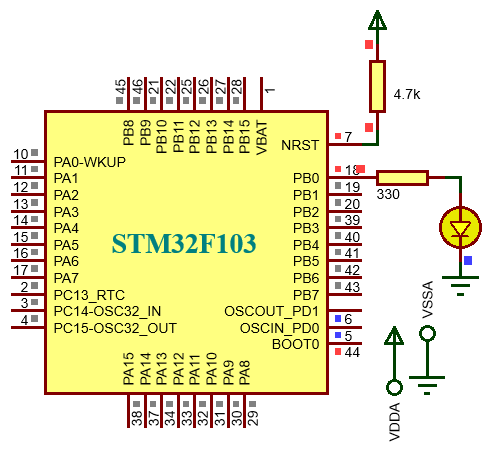 45 46 21 22 25 26 27 28 1
PB8 PB9 PB10 PB11 PB12 PB13 PB14 PB15 VBAT
4.7k
NRST 7
10 PA0-WKUP
11 PA1
12 PA2
13 PA3
14 PA4
15 PA5
16 PA6
17 PA7
2 PC13_RTC
3 PC14-OSC32_IN
4 PC15-OSC32_OUT
STM32F103
PB0 18
330
PB1 19
PB2 20
PB3 39
PB4 40
PB5 41
PB6 42
PB7 43
OSCOUT_PD1 6
OSCIN_PD0 5
BOOT0 44
VSSA
VDDA
PA15 PA14 PA13 PA12 PA11 PA10 PA9 PA8
38 37 34 33 32 31 30 29